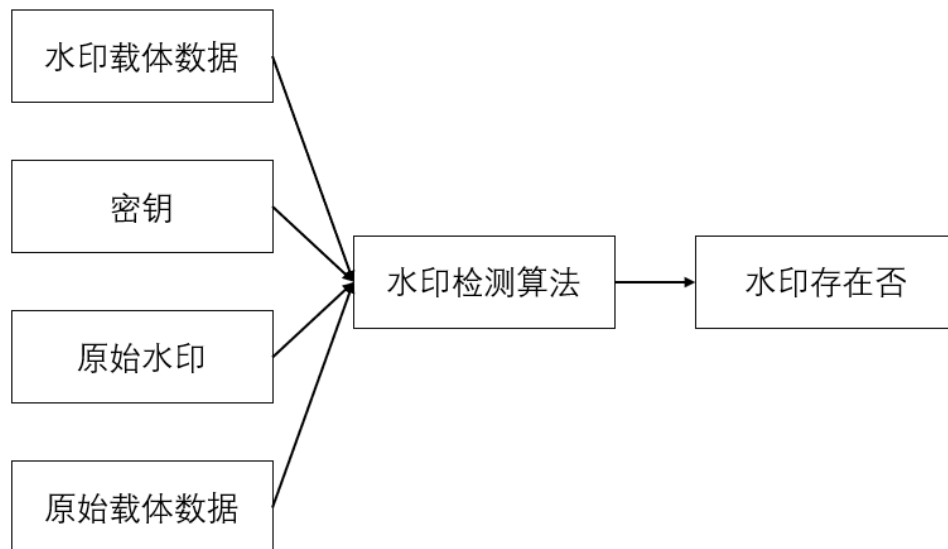 水印载体数据
密钥
原始水印
原始载体数据
水印检测算法
水印存在否